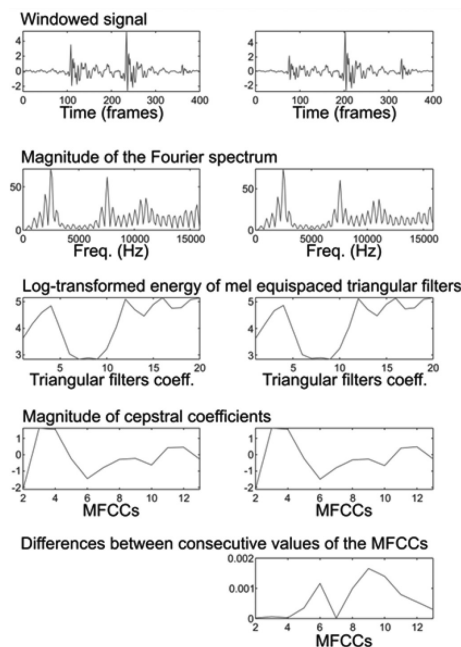 Windowed signal
4
2
0
-2
0 100 200 300 400
Time (frames)
4
2
0
-2
0 100 200 300 400
Time (frames)
Magnitude of the Fourier spectrum
50
0
0 5000 10000 15000
Freq. (Hz)
50
0
0 5000 10000 15000
Freq. (Hz)
Log-transformed energy of mel equispaced triangular filters
5
4
3
5 10 15 20
Triangular filters coeff.
5
4
3
5 10 15 20
Triangular filters coeff.
Magnitude of cepstral coefficients
1
0
-1
-2
2 4 6 8 10 12
MFCCs
1
0
-1
-2
2 4 6 8 10 12
MFCCs
Differences between consecutive values of the MFCCs
0.002
0.001
0
2 4 6 8 10 12
MFCCs